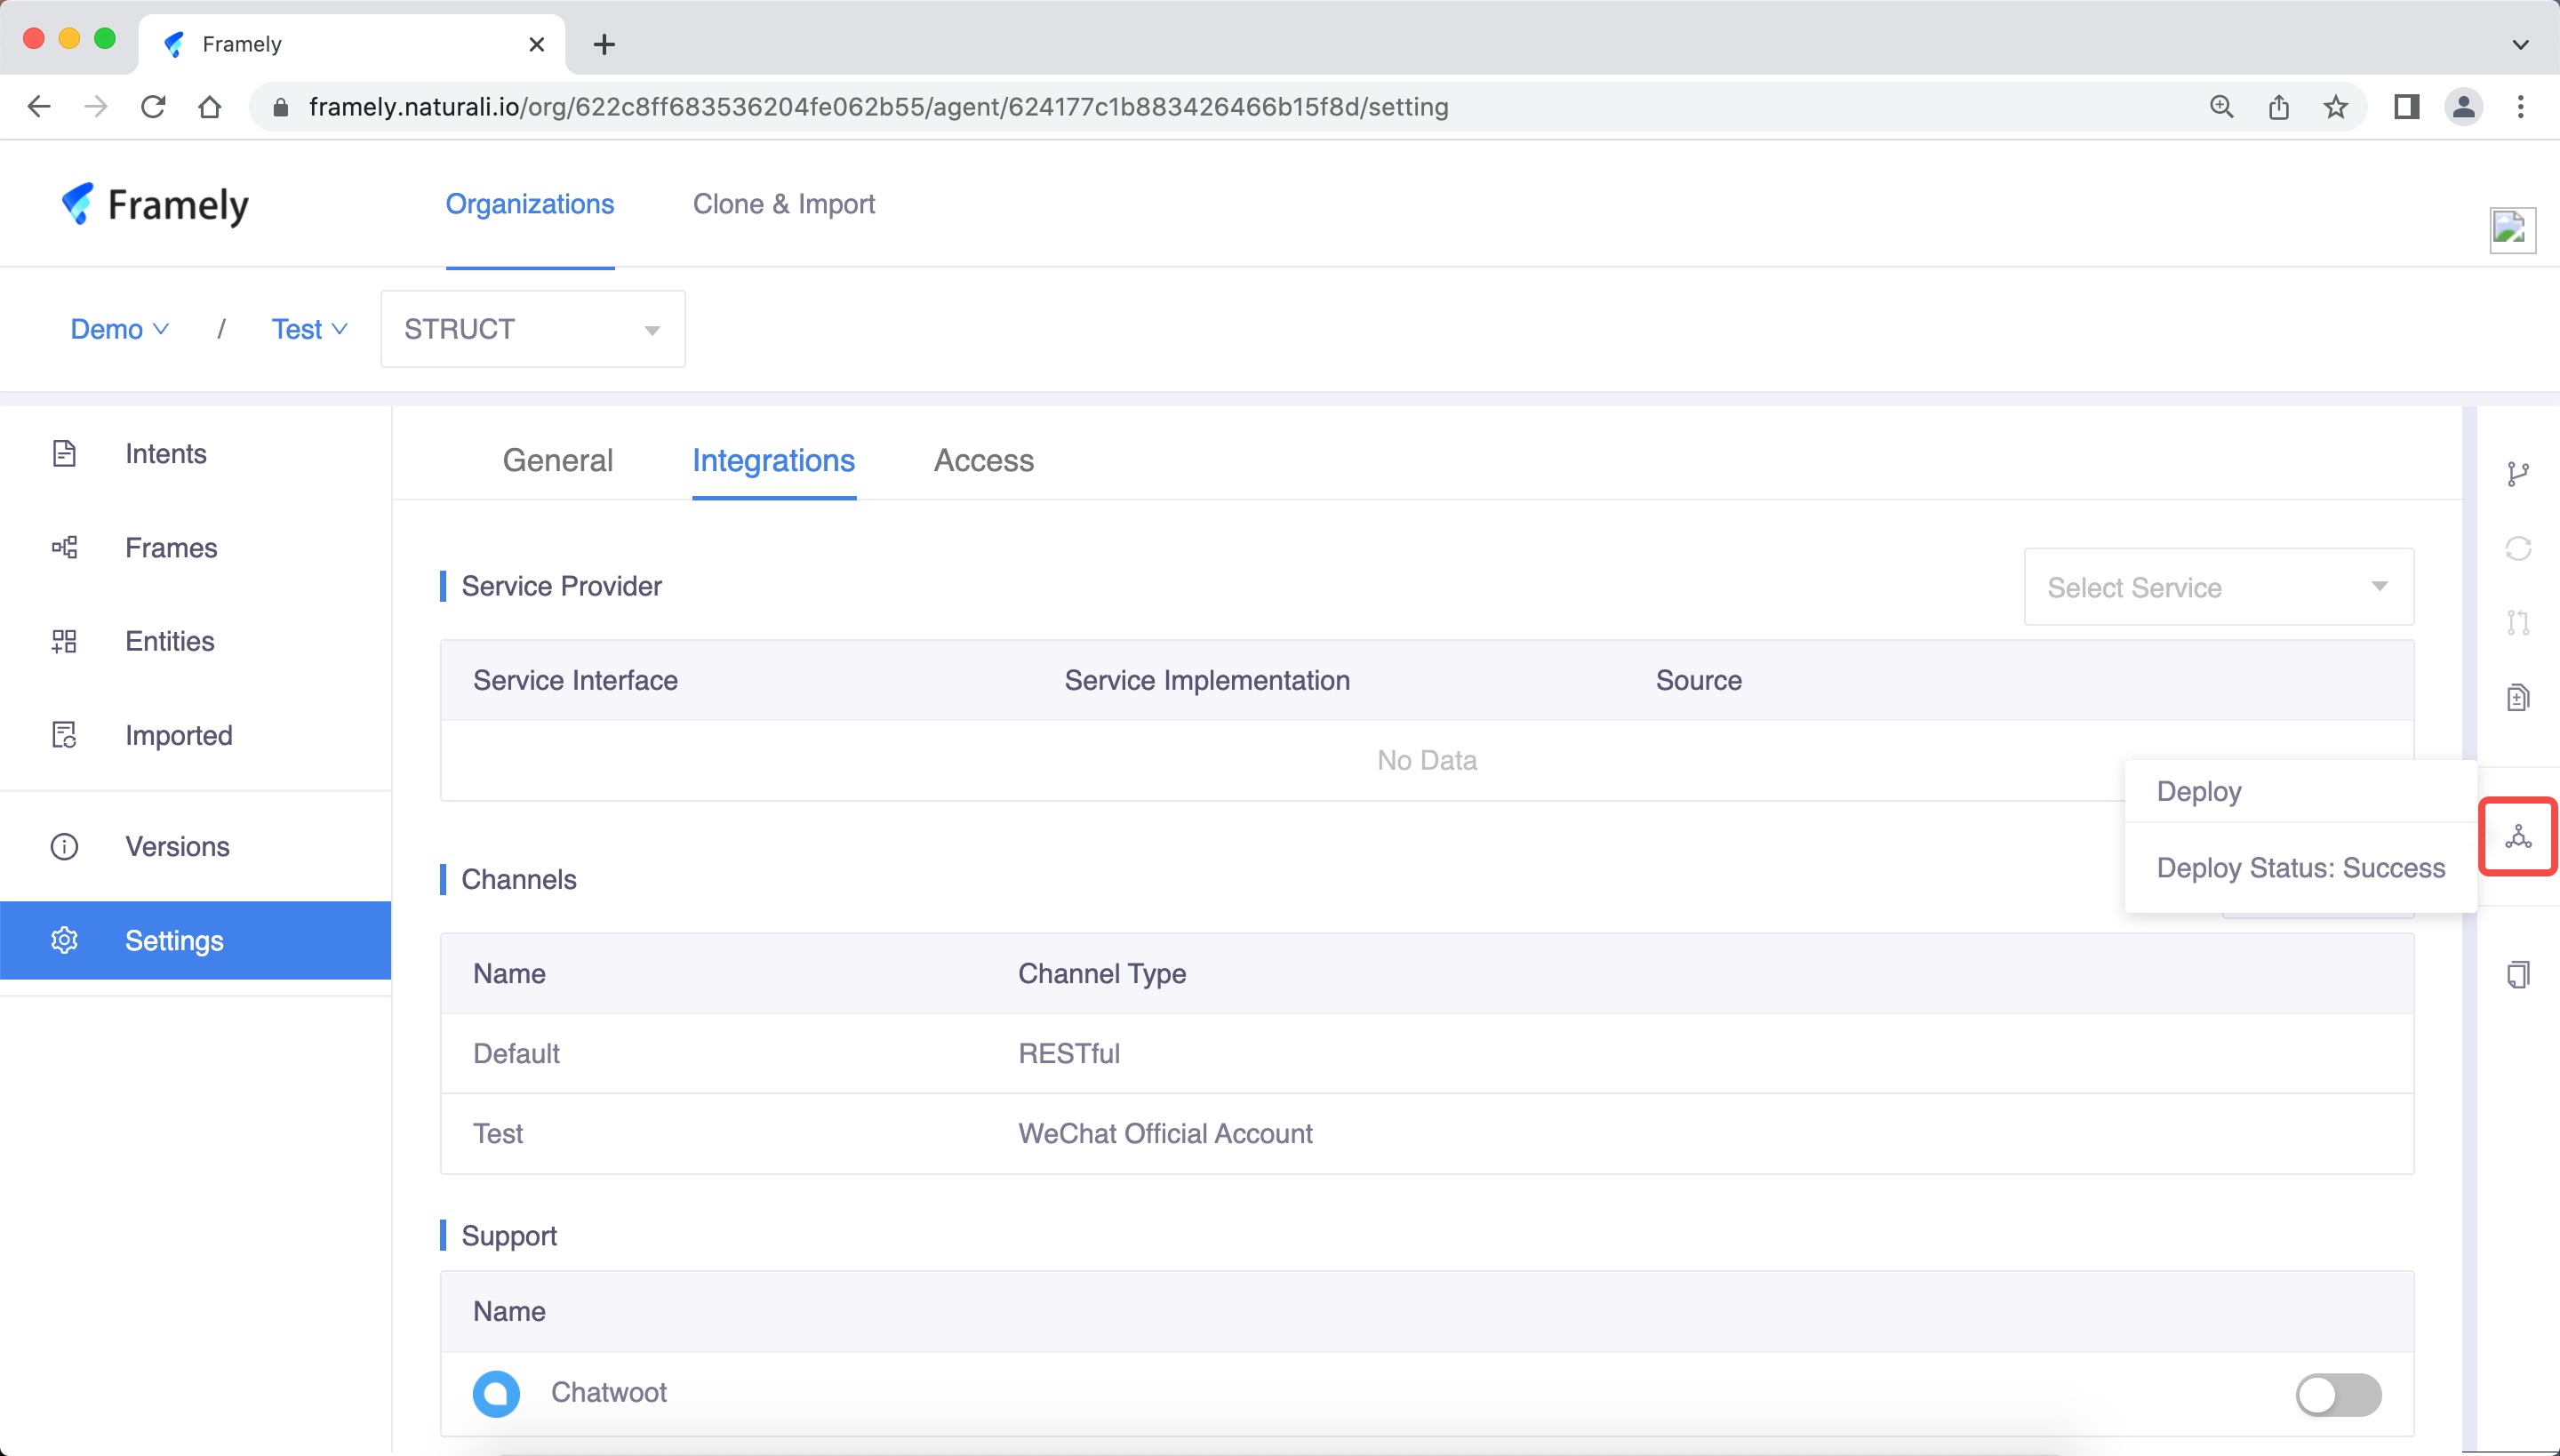 Framely
framely.naturali.io/org/622c8ff683536204fe062b55/agent/624177c1b883426466b15f8d/setting
Framely
Organizations
Clone & Import
Demo
/
Test
STRUCT
Intents
Frames
Entities
Imported
Versions
Settings
General
Integrations
Access
Service Provider
Select Service
Service Interface
Service Implementation
Source
No Data
Deploy
Deploy Status: Success
Channels
Name
Channel Type
Default
RESTful
Test
WeChat Official Account
Support
Name
Chatwoot